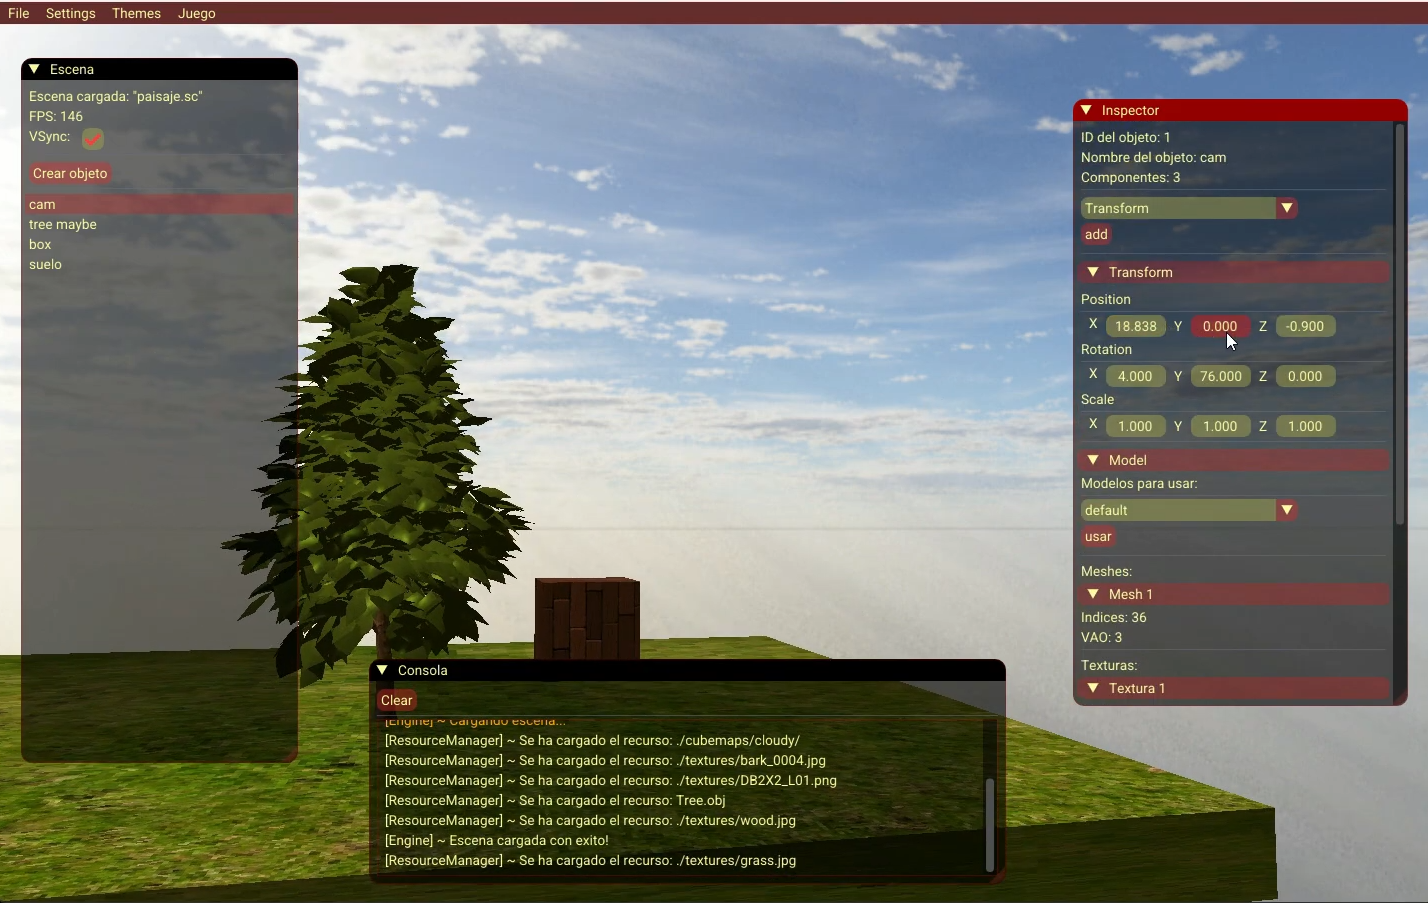 File Settings Themes Juego
Escena
Escena cargada: "paisaje.sc"
FPS: 146
VSync:
Crear objeto
cam
tree maybe
box
suelo
Inspector
ID del objeto: 1
Nombre del objeto: cam
Componentes: 3
Transform
add
Transform
Position
X 18.838 Y 0.000 Z -0.900
Rotation
X 4.000 Y 76.000 Z 0.000
Scale
X 1.000 Y 1.000 Z 1.000
Model
Modelos para usar:
default
usar
Meshes:
Mesh 1
Indices: 36
VAO: 3
Texturas:
Textura 1
Consola
Clear
[Engine] ~ Cargando escena...
[ResourceManager] ~ Se ha cargado el recurso: ./cubemaps/cloudy/
[ResourceManager] ~ Se ha cargado el recurso: ./textures/bark_0004.jpg
[ResourceManager] ~ Se ha cargado el recurso: ./textures/DB2X2_L01.png
[ResourceManager] ~ Se ha cargado el recurso: Tree.obj
[ResourceManager] ~ Se ha cargado el recurso: ./textures/wood.jpg
[Engine] ~ Escena cargada con exito!
[ResourceManager] ~ Se ha cargado el recurso: ./textures/grass.jpg